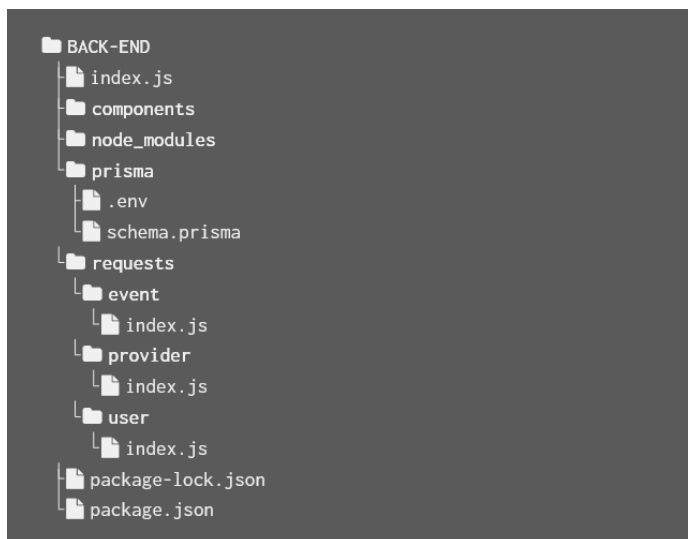 BACK-END
index.js
components
node_modules
prisma
.env
schema.prisma
requests
event
index.js
provider
index.js
user
index.js
package-lock.json
package.json